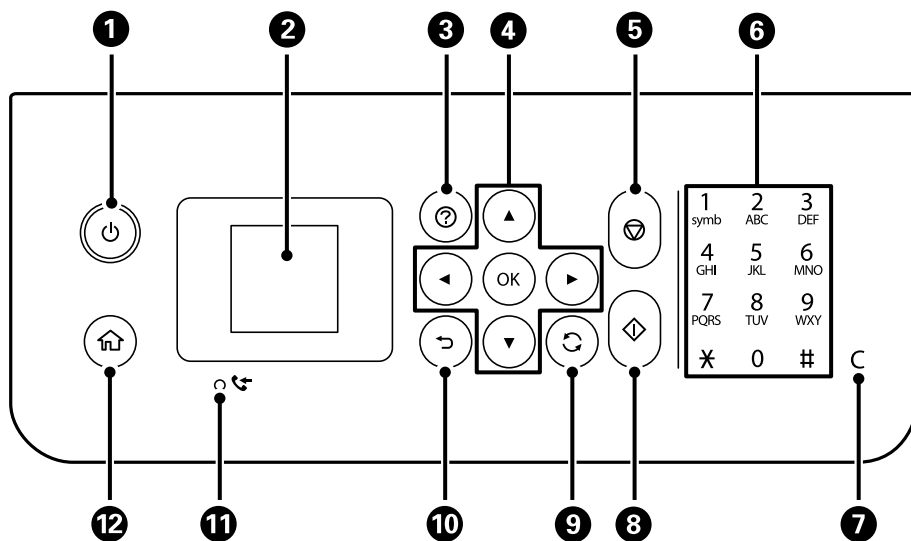 1 2 3 4 5 6
1 2 3
symb ABC DEF
?
OK
4 5 6
GHI JKL MNO
7 8 9
PQRS TUV WXY
* 0 #
C
12 11 10 9 8 7